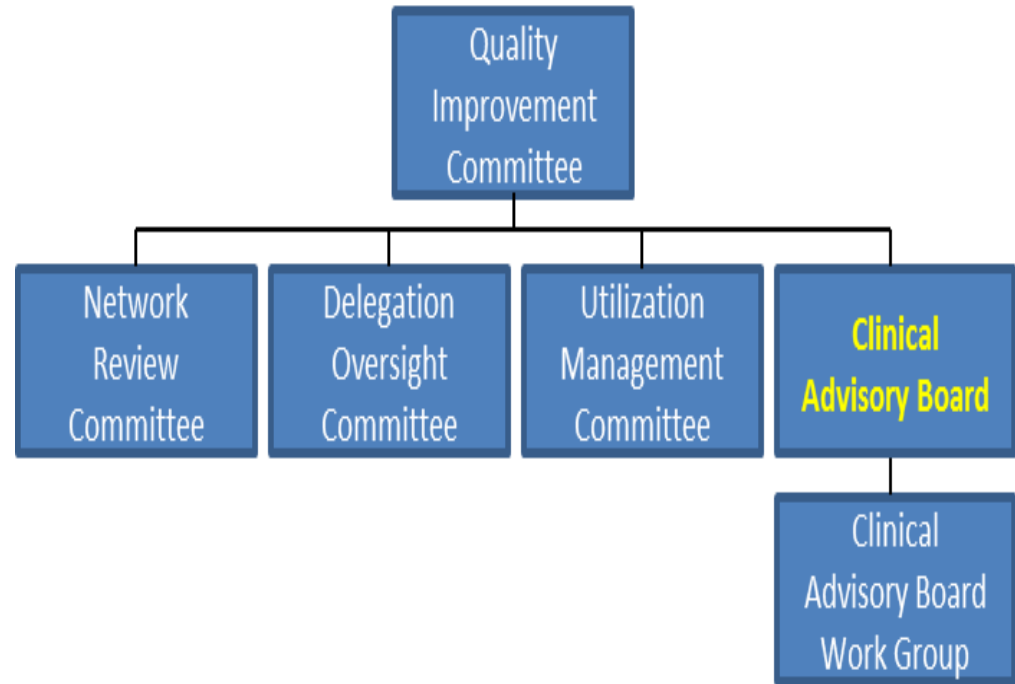 Quality
Improvement
Committee
Network
Review
Committee
Delegation
Oversight
Committee
Utilization
Management
Committee
Clinical
Advisory Board
Clinical
Advisory Board
Work Group